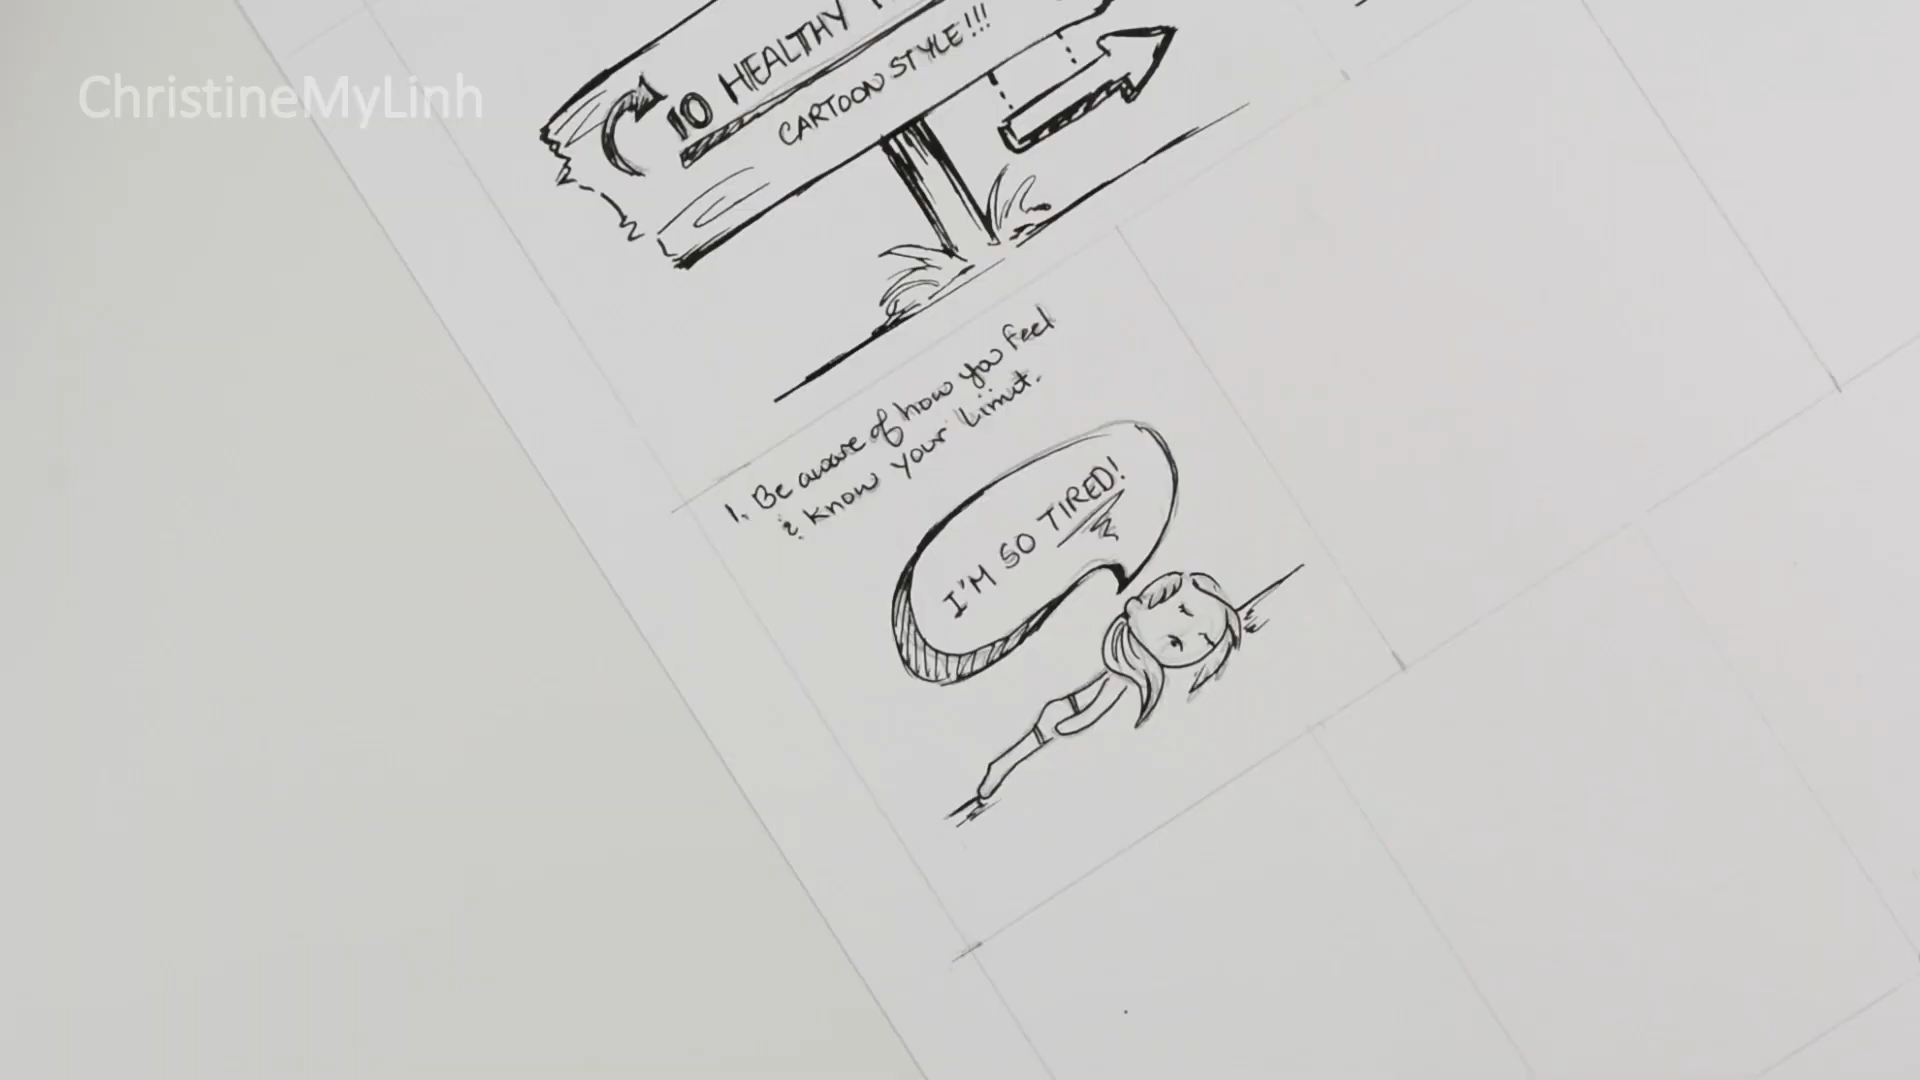 ChristineMyLinh
10 HEALTHY
CARTOON STYLE!!!
1. Be aware of how you feel
& know your limit.
I'M SO TIRED!